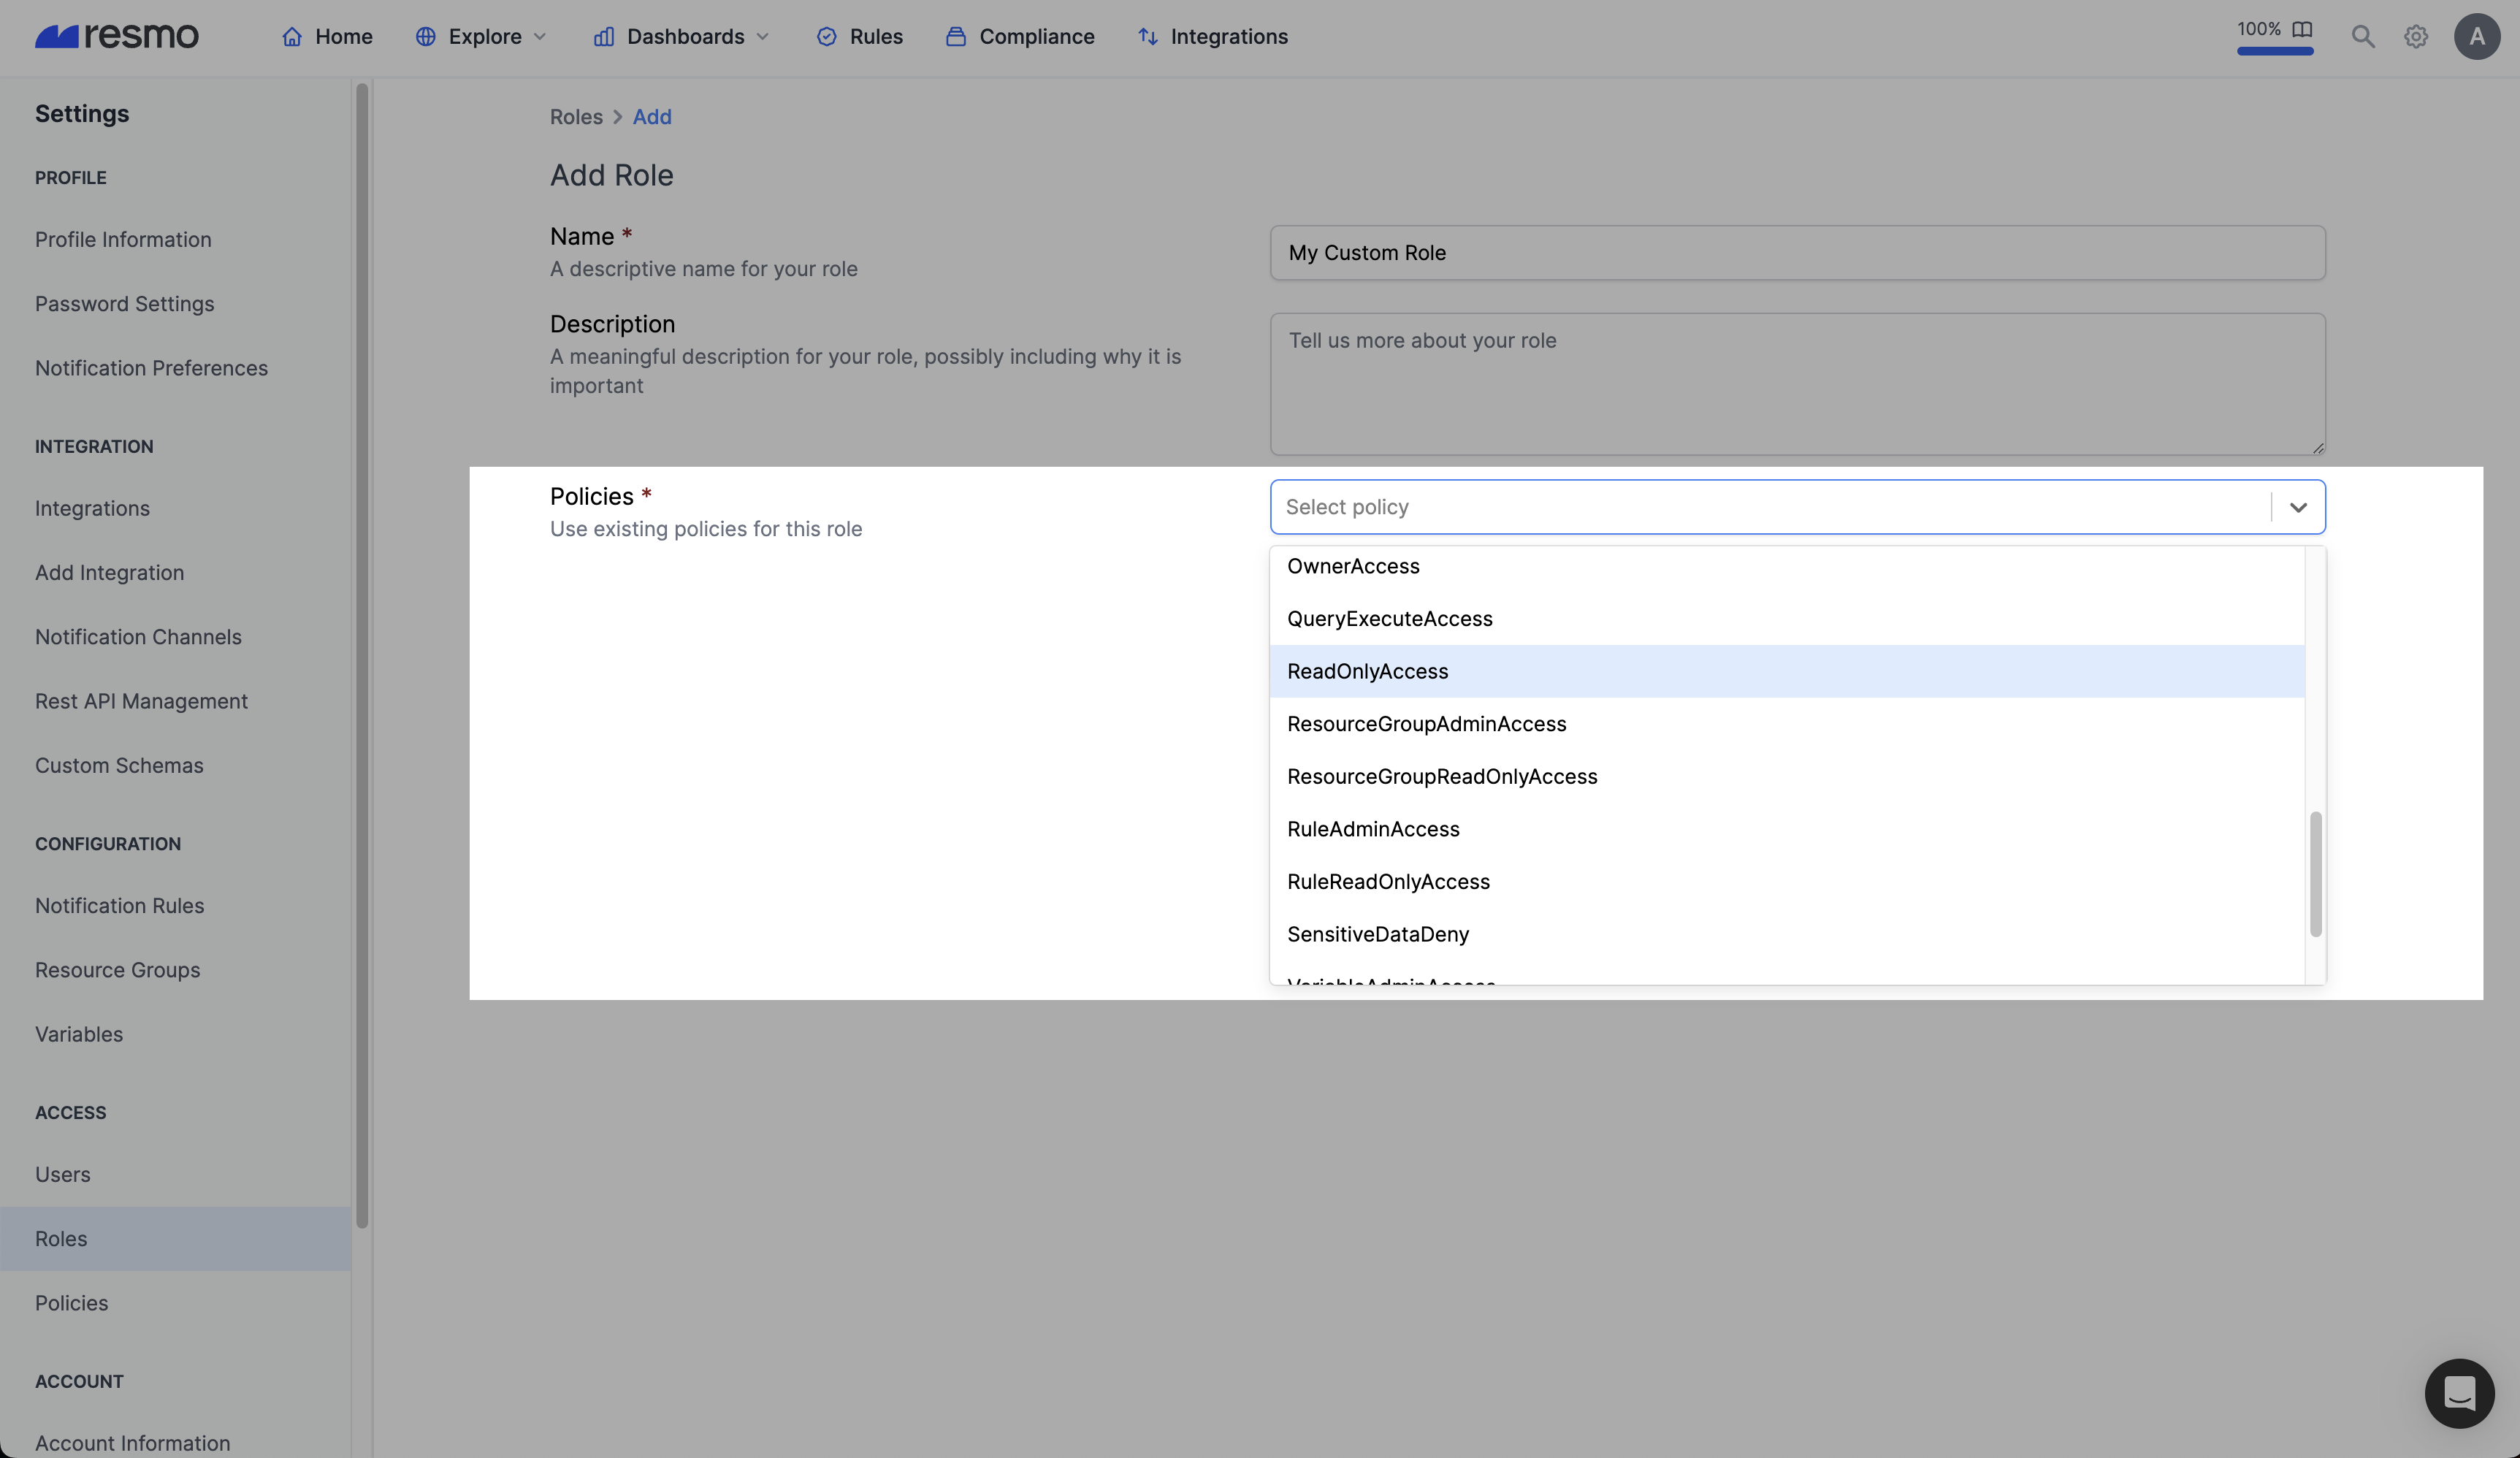 resmo
Home
Explore
Dashboards
Rules
Compliance
Integrations
100%
A
Settings
PROFILE
Profile Information
Password Settings
Notification Preferences
INTEGRATION
Integrations
Add Integration
Notification Channels
Rest API Management
Custom Schemas
CONFIGURATION
Notification Rules
Resource Groups
Variables
ACCESS
Users
Roles
Policies
ACCOUNT
Account Information
Roles > Add
Add Role
Name *
A descriptive name for your role
My Custom Role
Description
A meaningful description for your role, possibly including why it is
important
Tell us more about your role
Policies *
Use existing policies for this role
Select policy
OwnerAccess
QueryExecuteAccess
ReadOnlyAccess
ResourceGroupAdminAccess
ResourceGroupReadOnlyAccess
RuleAdminAccess
RuleReadOnlyAccess
SensitiveDataDeny
VariableAdminAccess